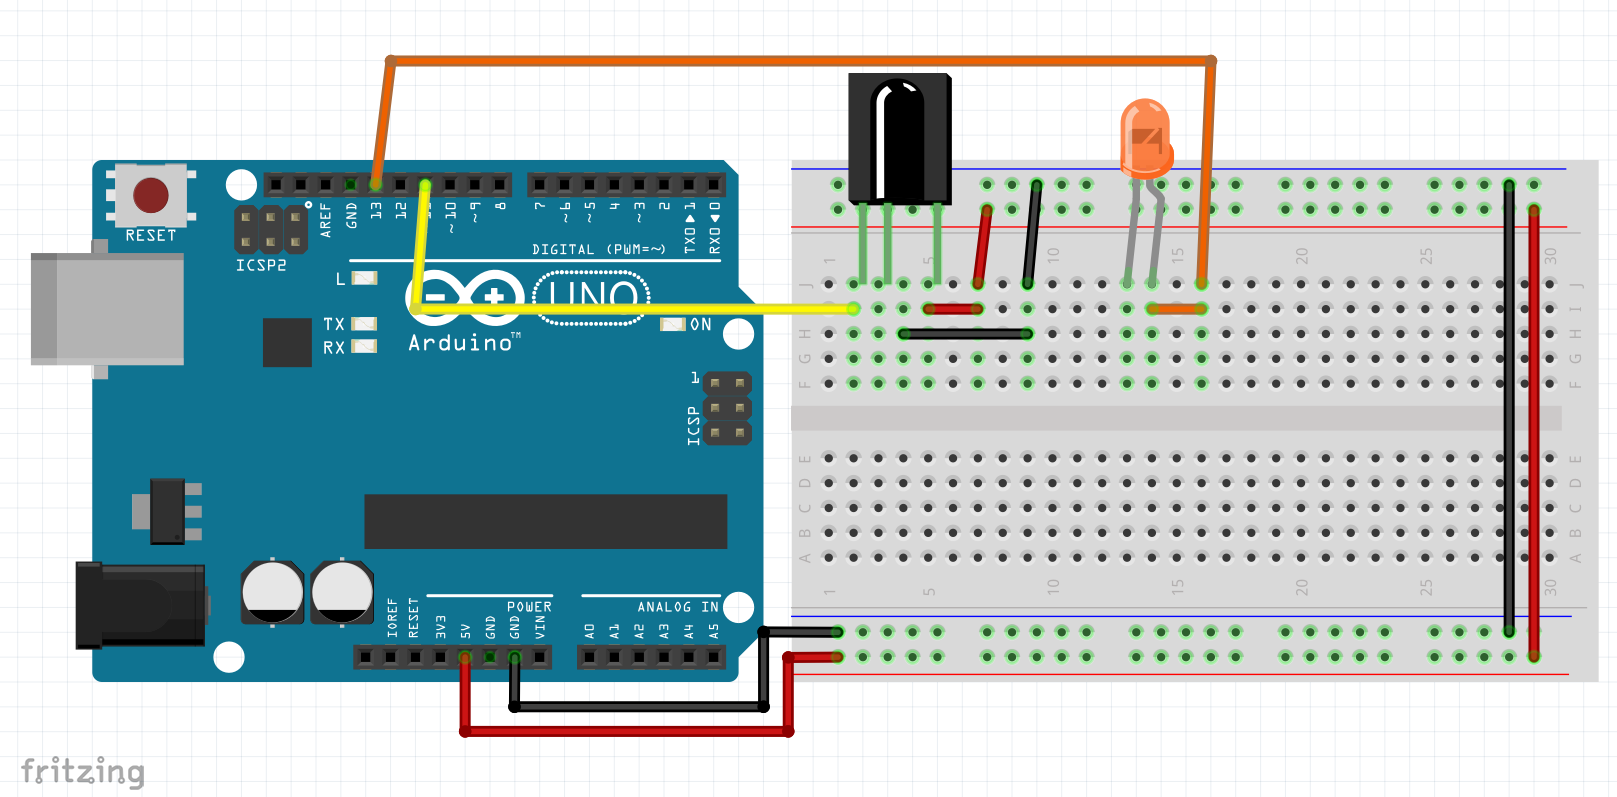 RESET
ICSP2
AREF
GND
13
12
11
~10
~9
8
7
~6
~5
4
~3
2
TXO 1
RXO 0
DIGITAL (PWM=~)
L
TX
RX
UNO
Arduino™
ON
1
ICSP
IOREF
RESET
3V3
5V
GND
GND
VIN
POWER
A0
A1
A2
A3
A4
A5
ANALOG IN
1 5 10 15 20 25 30
J J
I I
H H
G G
F F
E E
D D
C C
B B
A A
1 5 10 15 20 25 30
fritzing